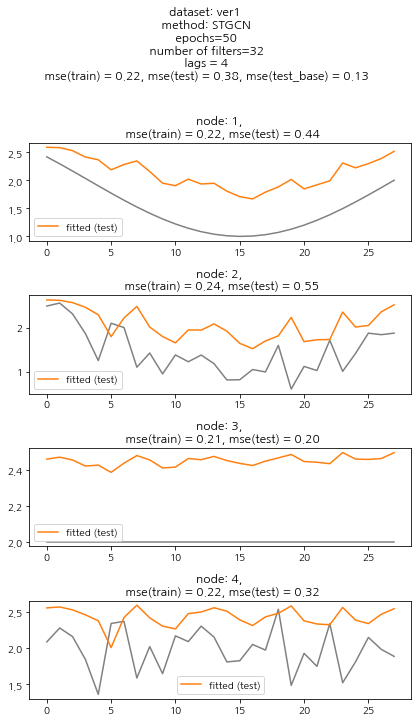 dataset: ver1
method: STGCN
epochs=50
number of filters=32
lags = 4
mse(train) = 0.22, mse(test) = 0.38, mse(test_base) = 0.13
node: 1,
mse(train) = 0.22, mse(test) = 0.44
2.5
2.0
1.5
1.0
fitted (test)
0 5 10 15 20 25
node: 2,
mse(train) = 0.24, mse(test) = 0.55
2
1
fitted (test)
0 5 10 15 20 25
node: 3,
mse(train) = 0.21, mse(test) = 0.20
2.4
2.2
2.0
fitted (test)
0 5 10 15 20 25
node: 4,
mse(train) = 0.22, mse(test) = 0.32
2.5
2.0
1.5
fitted (test)
0 5 10 15 20 25